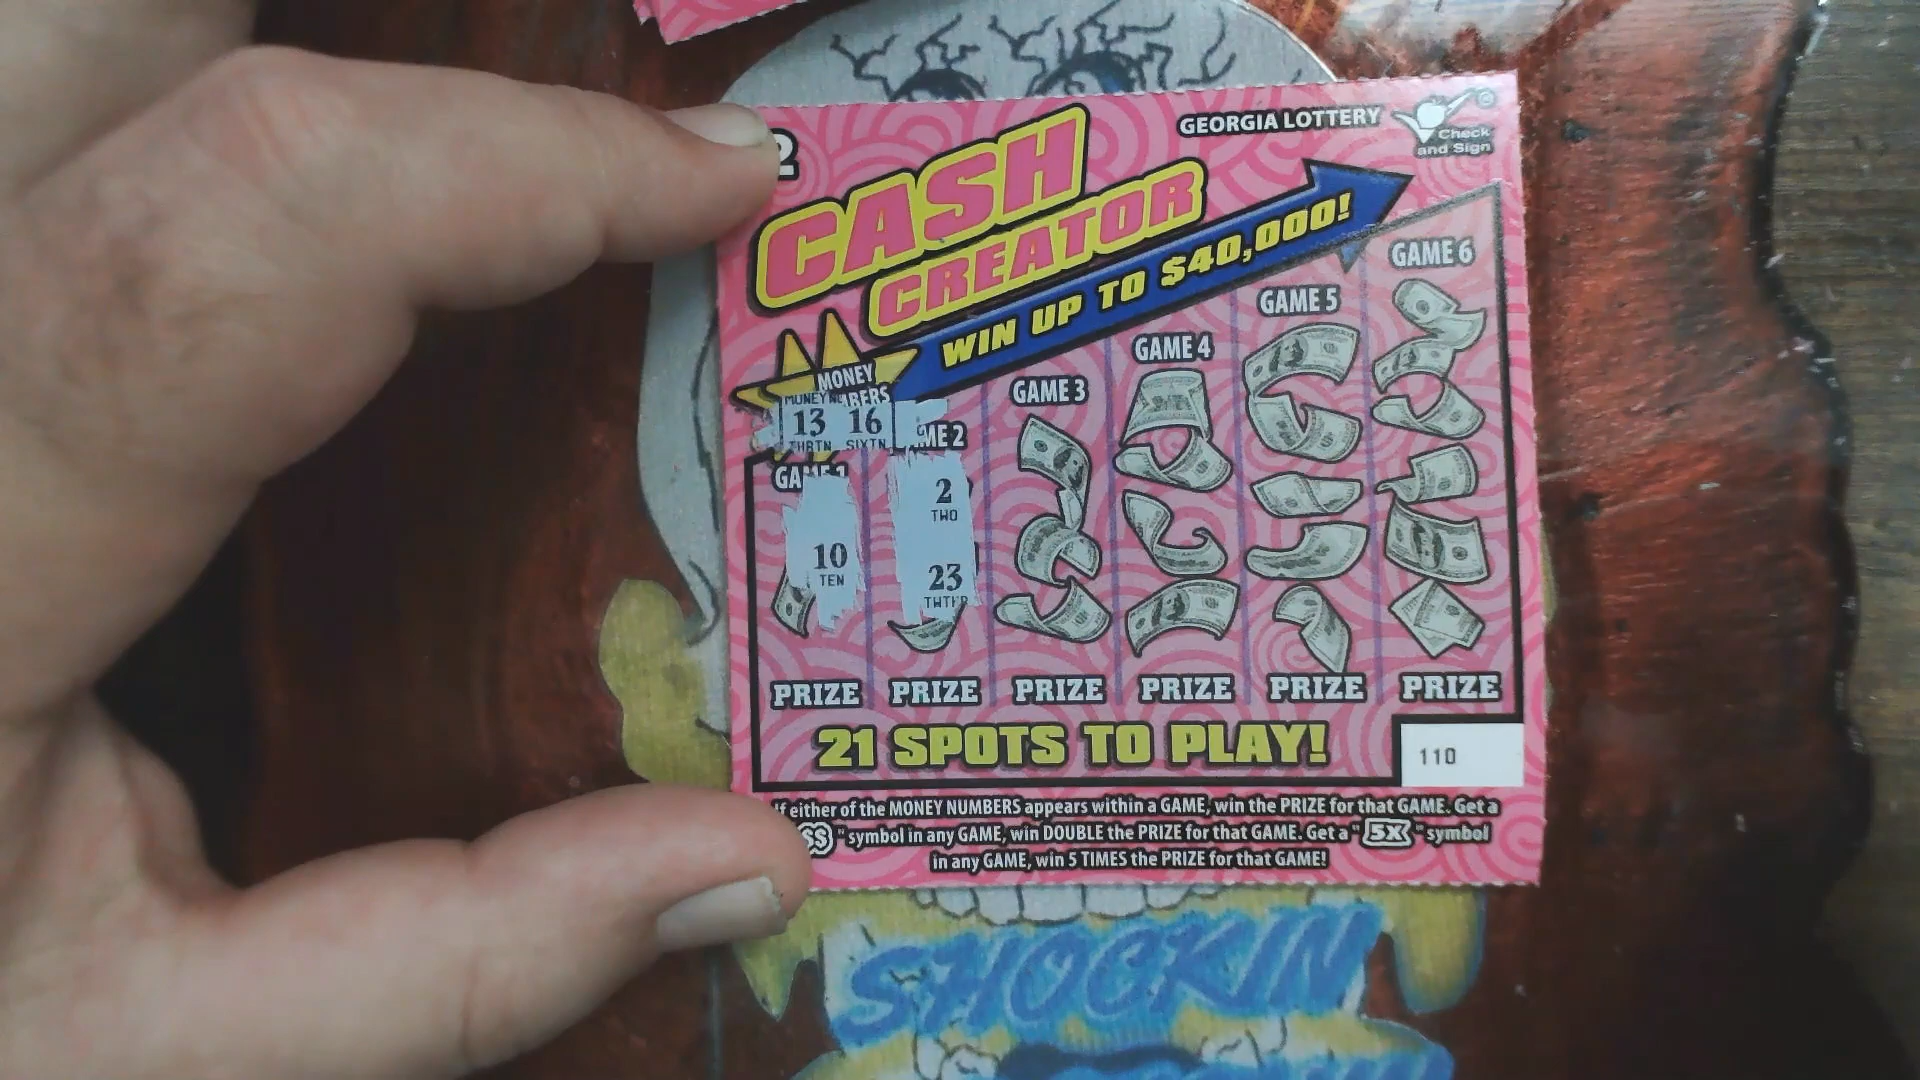 2
GEORGIA LOTTERY
Check
and Sign
CASH
CREATOR
WIN UP TO $40,000!
MONEY
13 16
THRTN SIXTN
GAME 1
10
TEN
ME 2
2
TWO
23
GAME 3
GAME 4
GAME 5
GAME 6
PRIZE PRIZE PRIZE PRIZE PRIZE PRIZE
21 SPOTS TO PLAY!
110
If either of the MONEY NUMBERS appears within a GAME, win the PRIZE for that GAME. Get a
$$" symbol in any GAME, win DOUBLE the PRIZE for that GAME. Get a "5X" symbol
in any GAME, win 5 TIMES the PRIZE for that GAME!
SHOCKIN